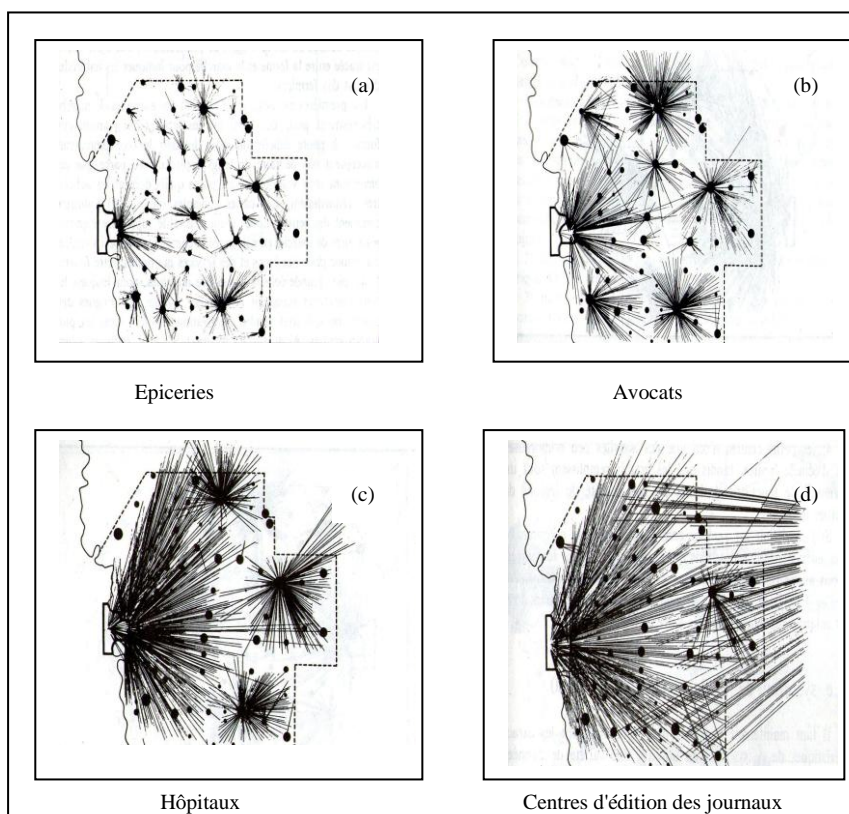 (a)
(b)
Epiceries
Avocats
(c)
(d)
Hôpitaux
Centres d'édition des journaux